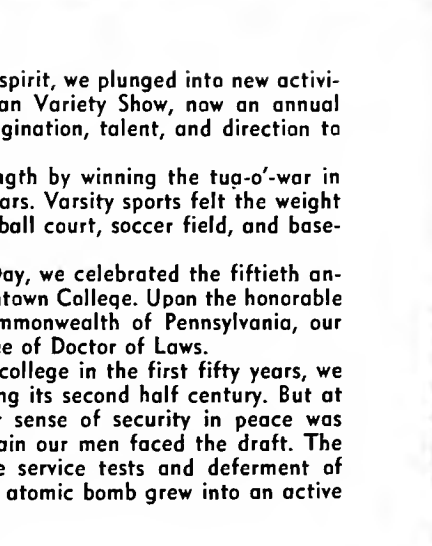 spirit, we plunged into new activi-
an Variety Show, now an annual
gination, talent, and direction to
ngth by winning the tug-o'-war in
ars. Varsity sports felt the weight
ball court, soccer field, and base-
Day, we celebrated the fiftieth an-
htown College. Upon the honorable
mmonwealth of Pennsylvania, our
e of Doctor of Laws.
college in the first fifty years, we
ng its second half century. But at
r sense of security in peace was
ain our men faced the draft. The
e service tests and deferment of
atomic bomb grew into an active